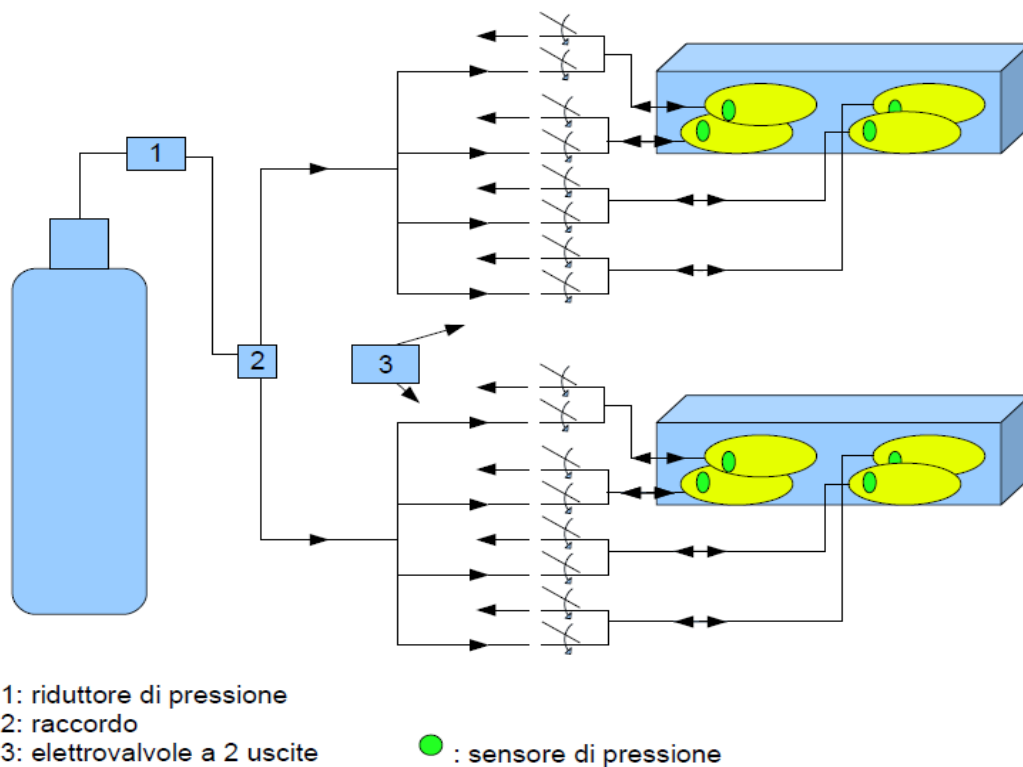 1
2
3
1: riduttore di pressione
2: raccordo
3: elettrovalvole a 2 uscite
: sensore di pressione